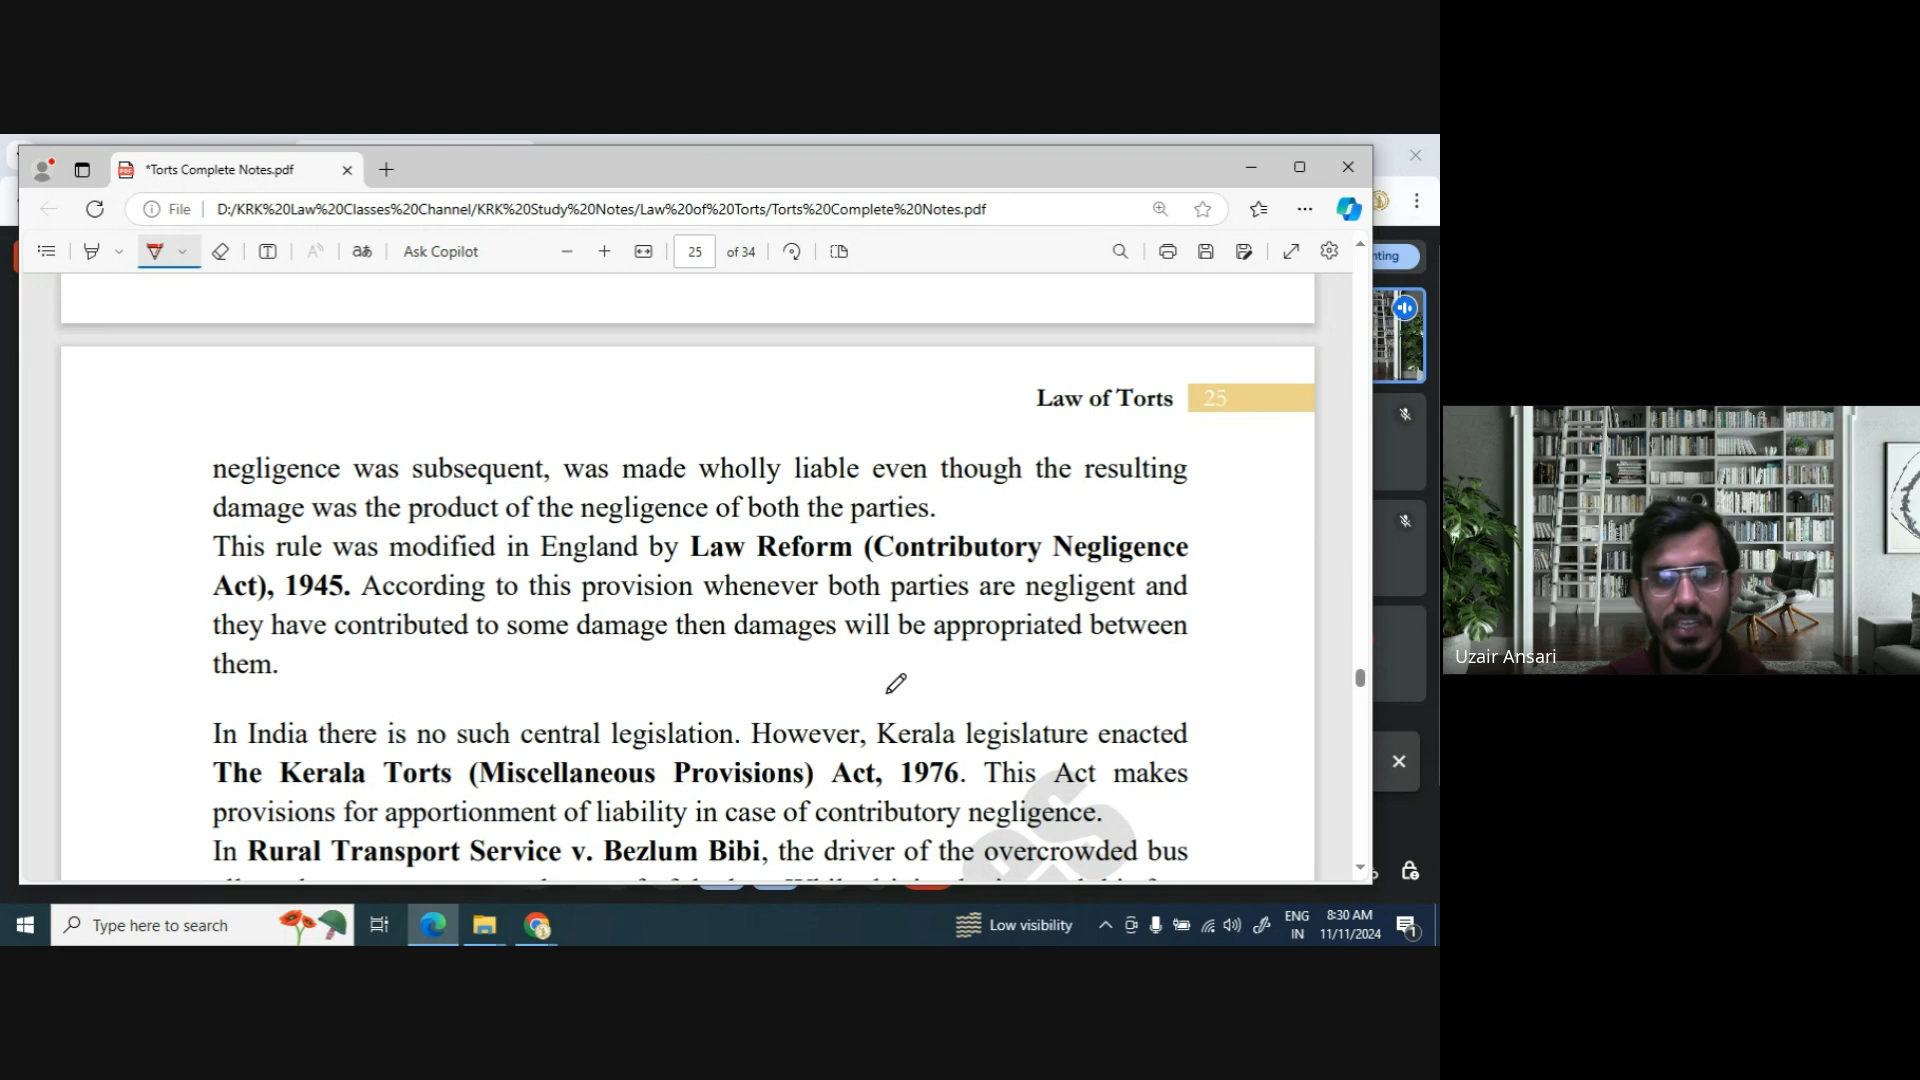 *Torts Complete Notes.pdf
File
D:/KRK%20Law%20Classes%20Channel/KRK%20Study%20Notes/Law%20of%20Torts/Torts%20Complete%20Notes.pdf
Ask Copilot
25
of 34
nting
Law of Torts
25
negligence was subsequent, was made wholly liable even though the resulting
damage was the product of the negligence of both the parties.
This rule was modified in England by Law Reform (Contributory Negligence
Act), 1945. According to this provision whenever both parties are negligent and
they have contributed to some damage then damages will be appropriated between
them.
In India there is no such central legislation. However, Kerala legislature enacted
The Kerala Torts (Miscellaneous Provisions) Act, 1976. This Act makes
provisions for apportionment of liability in case of contributory negligence.
In Rural Transport Service v. Bezlum Bibi, the driver of the overcrowded bus
Uzair Ansari
Type here to search
Low visibility
ENG
IN
8:30 AM
11/11/2024
1